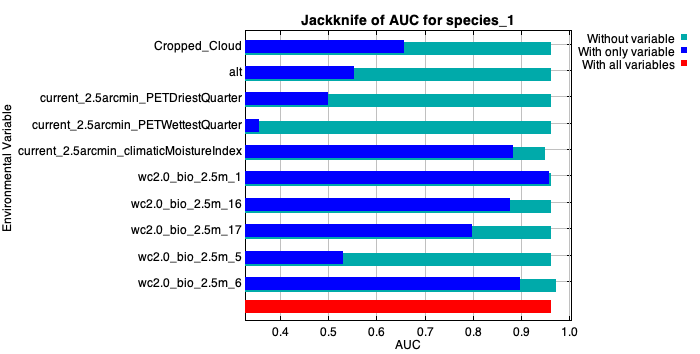 Jackknife of AUC for species_1
Without variable
With only variable
With all variables
Environmental Variable
Cropped_Cloud
alt
current_2.5arcmin_PETDriestQuarter
current_2.5arcmin_PETWettestQuarter
current_2.5arcmin_climaticMoistureIndex
wc2.0_bio_2.5m_1
wc2.0_bio_2.5m_16
wc2.0_bio_2.5m_17
wc2.0_bio_2.5m_5
wc2.0_bio_2.5m_6
0.4 0.5 0.6 0.7 0.8 0.9 1.0
AUC